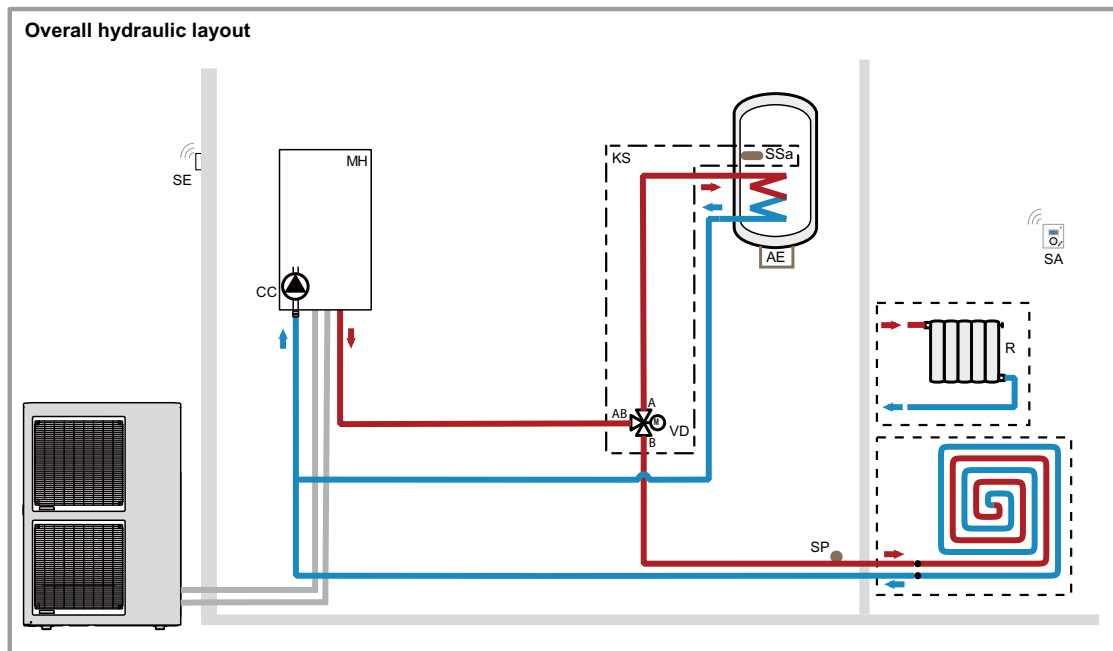 Overall hydraulic layout
KS
SSa
MH
SE
AE
SA
CC
R
A
AB
M
VD
B
SP